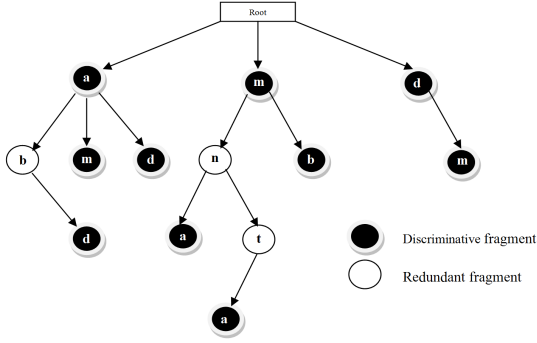 Root
a
m
d
b
m
d
n
b
m
d
a
t
a
Discriminative fragment
Redundant fragment